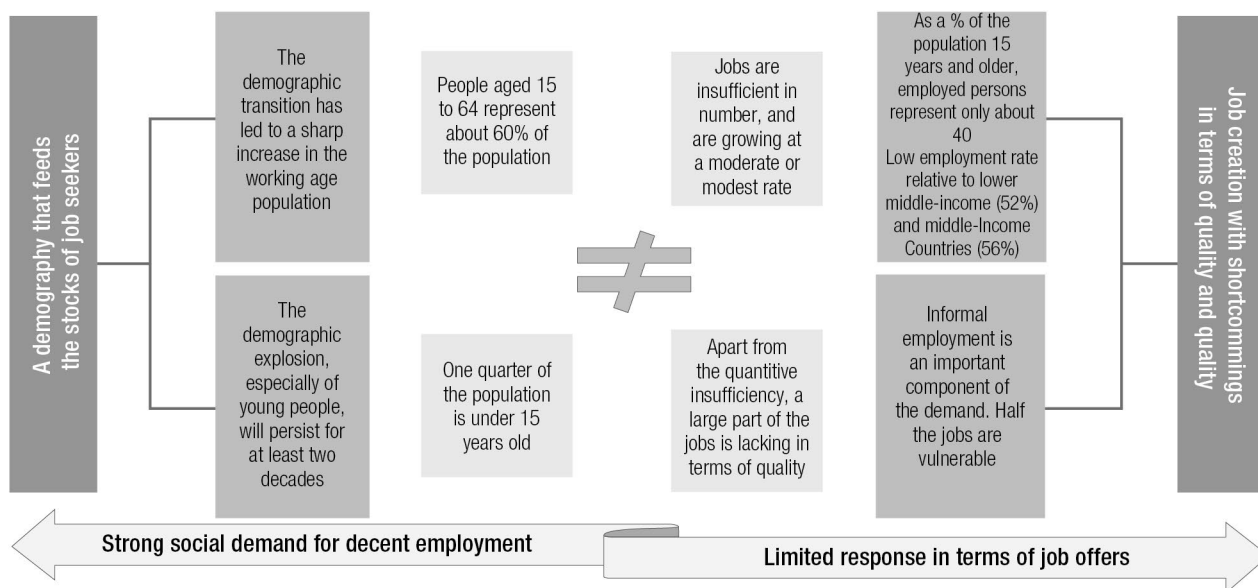 A demography that feeds
the stocks of job seekers
The
demographic
transition has
led to a sharp
increase in the
working age
population
The
demographic
explosion,
especially of
young people,
will persist for
at least two
decades
People aged 15
to 64 represent
about 60% of
the population
One quarter of
the population
is under 15
years old
≠
Jobs are
insufficient in
number, and
are growing at
a moderate or
modest rate
Apart from
the quantitive
insufficiency, a
large part of the
jobs is lacking in
terms of quality
As a % of the
population 15
years and older,
employed persons
represent only about
40
Low employment rate
relative to lower
middle-income (52%)
and middle-Income
Countries (56%)
Informal
employment is
an important
component of
the demand. Half
the jobs are
vulnerable
Job creation with shortcommings
in terms of quality and quality
Strong social demand for decent employment
Limited response in terms of job offers